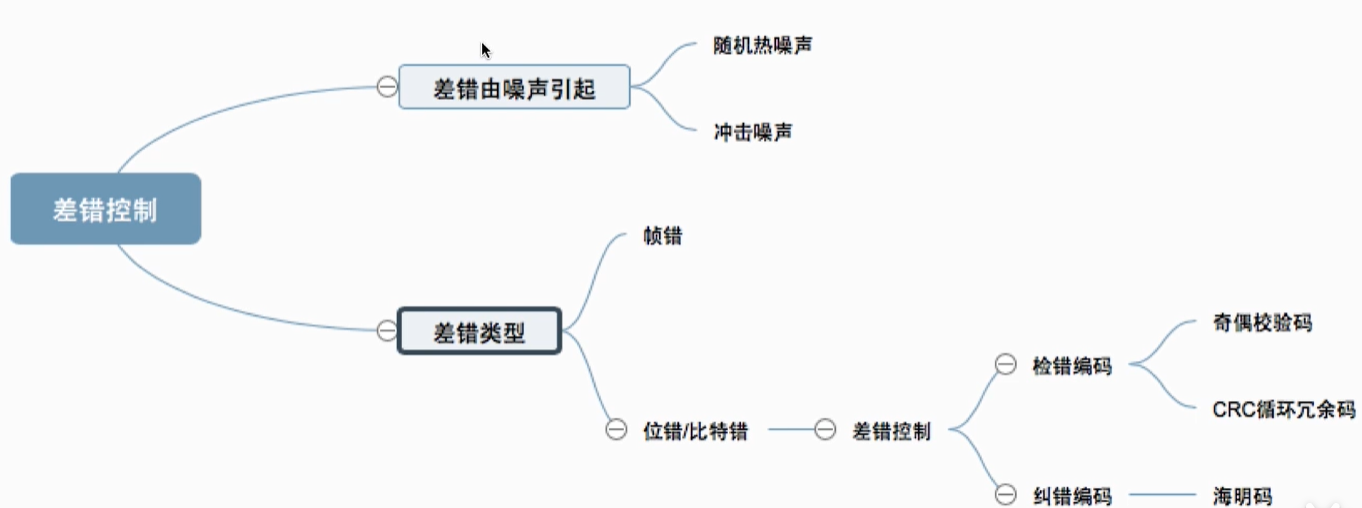 差错控制
差错由噪声引起
随机热噪声
冲击噪声
差错类型
帧错
位错/比特错
差错控制
检错编码
奇偶校验码
CRC循环冗余码
纠错编码
海明码